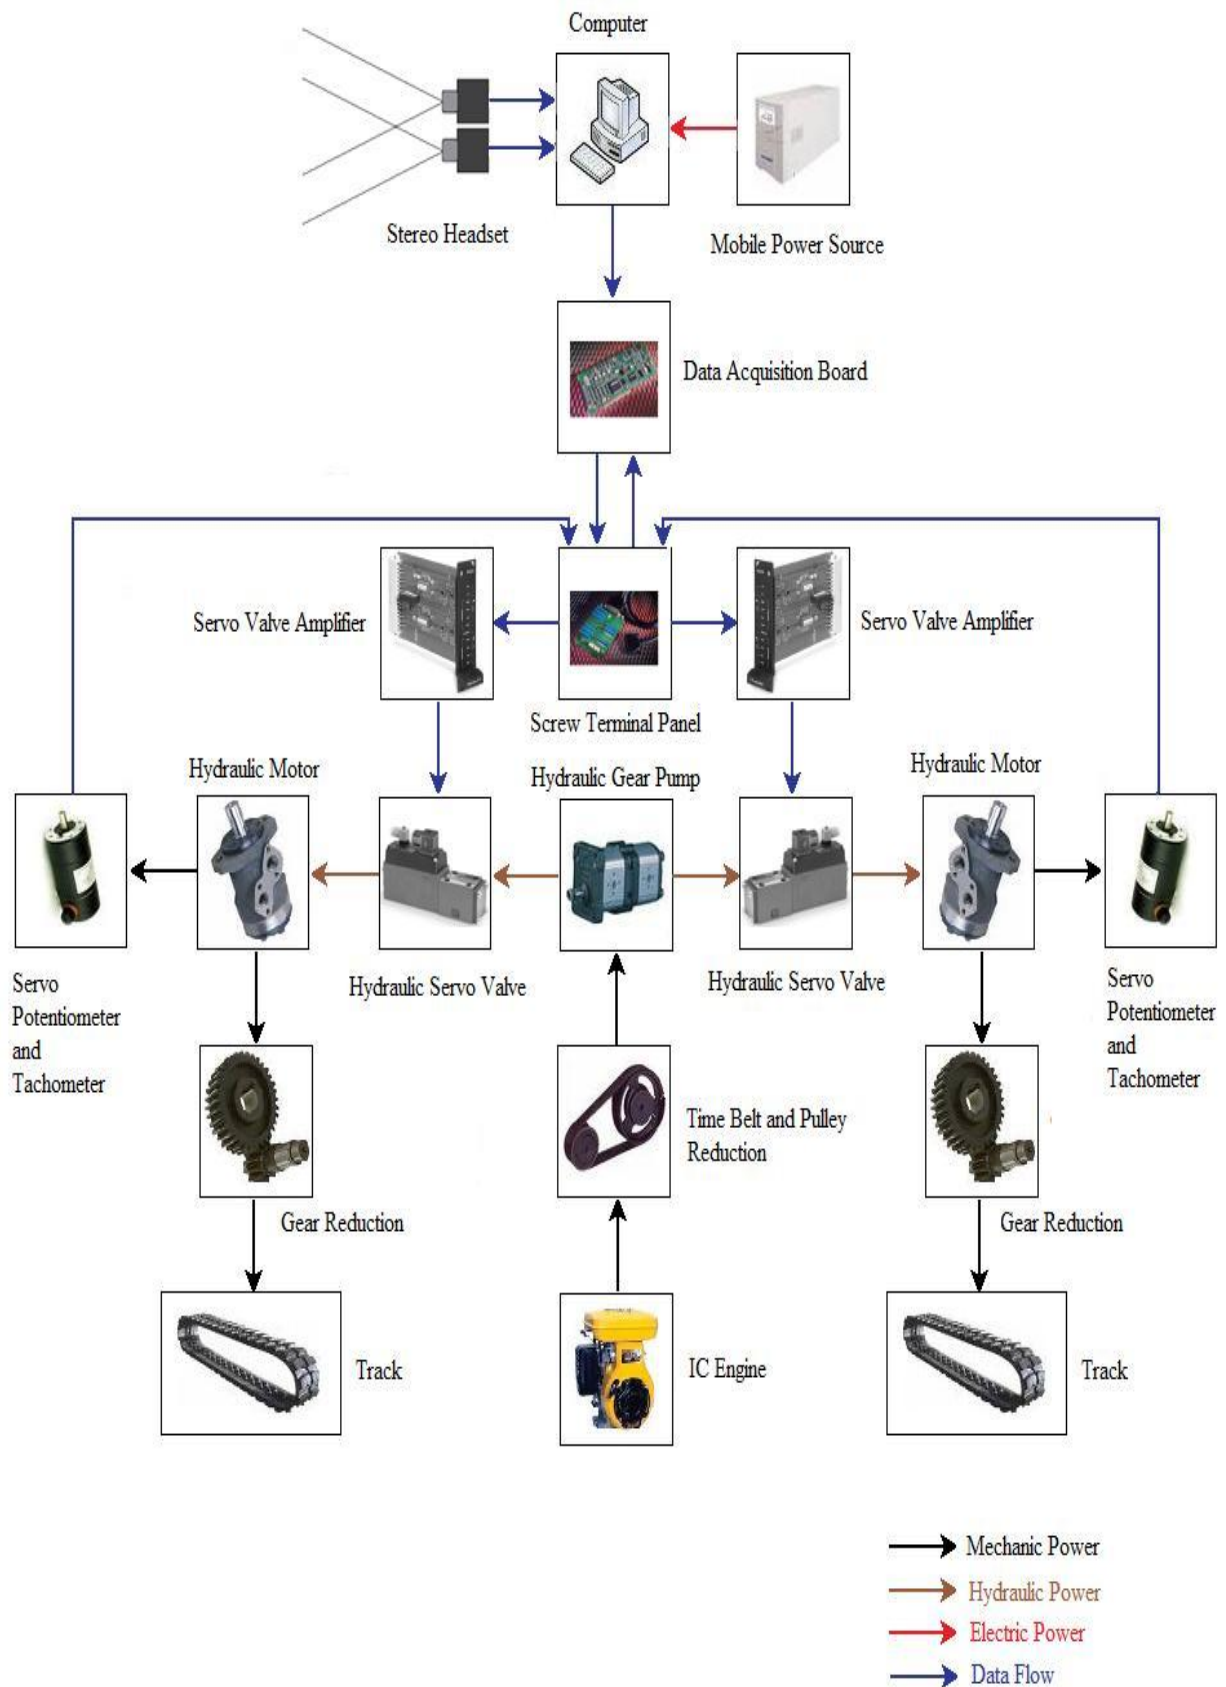 Computer
Stereo Headset
Mobile Power Source
Data Acquisition Board
Servo Valve Amplifier
Servo Valve Amplifier
Screw Terminal Panel
Hydraulic Motor
Hydraulic Gear Pump
Hydraulic Motor
Servo
Potentiometer
and
Tachometer
Hydraulic Servo Valve
Hydraulic Servo Valve
Servo
Potentiometer
and
Tachometer
Time Belt and Pulley
Reduction
Gear Reduction
Gear Reduction
Track
IC Engine
Track
Mechanic Power
Hydraulic Power
Electric Power
Data Flow